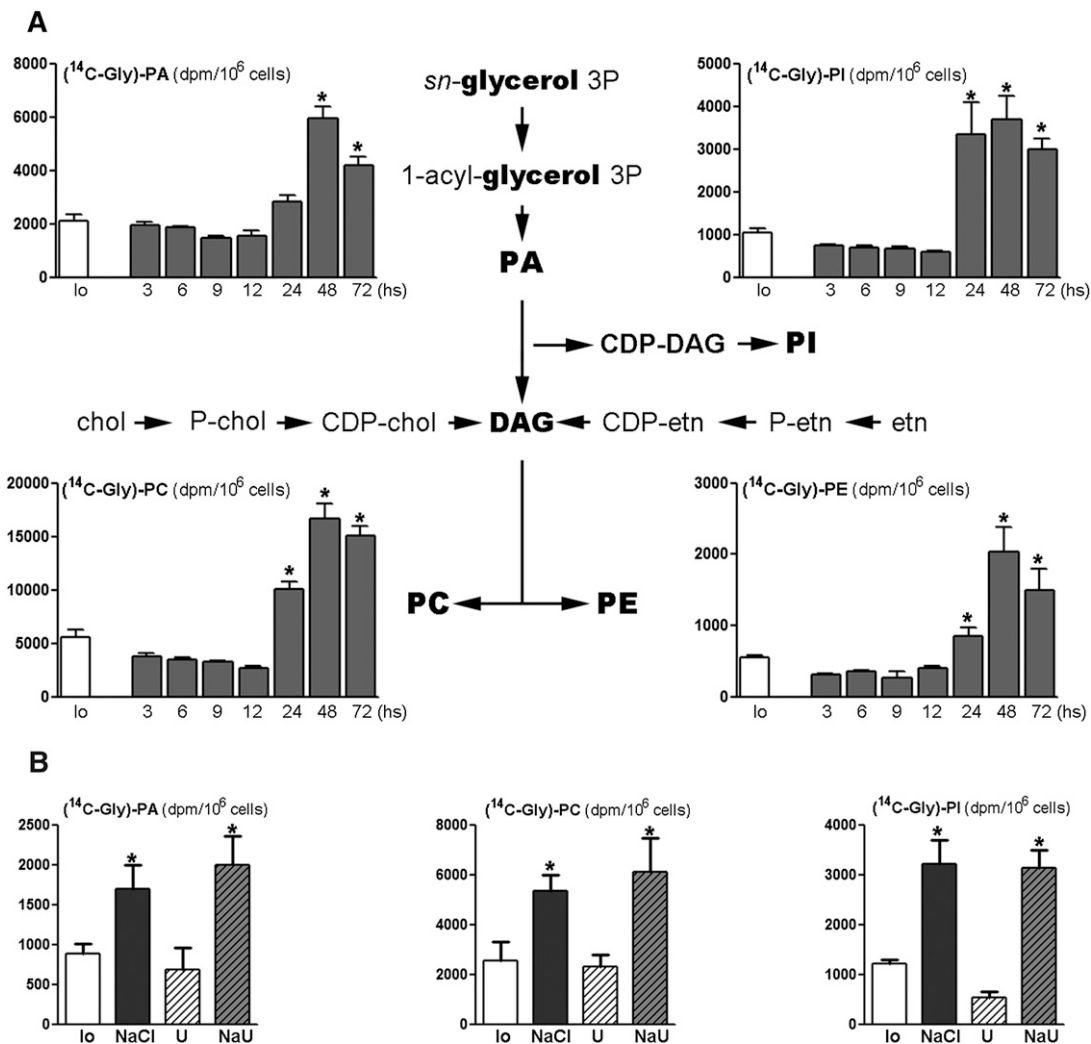 A
(14C-Gly)-PA (dpm/10^6 cells)
8000
6000
4000
2000
0
* *
Io 3 6 9 12 24 48 72 (hs)
sn-glycerol 3P
1-acyl-glycerol 3P
PA
CDP-DAG PI
(14C-Gly)-PI (dpm/10^6 cells)
5000
4000
3000
2000
1000
0
* * *
Io 3 6 9 12 24 48 72 (hs)
chol P-chol CDP-chol DAG CDP-etn P-etn etn
(14C-Gly)-PC (dpm/10^6 cells)
20000
15000
10000
5000
0
* * *
Io 3 6 9 12 24 48 72 (hs)
PC PE
(14C-Gly)-PE (dpm/10^6 cells)
3000
2000
1000
0
* * *
Io 3 6 9 12 24 48 72 (hs)
B
(14C-Gly)-PA (dpm/10^6 cells)
2500
2000
1500
1000
500
0
* *
Io NaCl U NaU
(14C-Gly)-PC (dpm/10^6 cells)
8000
6000
4000
2000
0
* *
Io NaCl U NaU
(14C-Gly)-PI (dpm/10^6 cells)
4000
3000
2000
1000
0
* *
Io NaCl U NaU